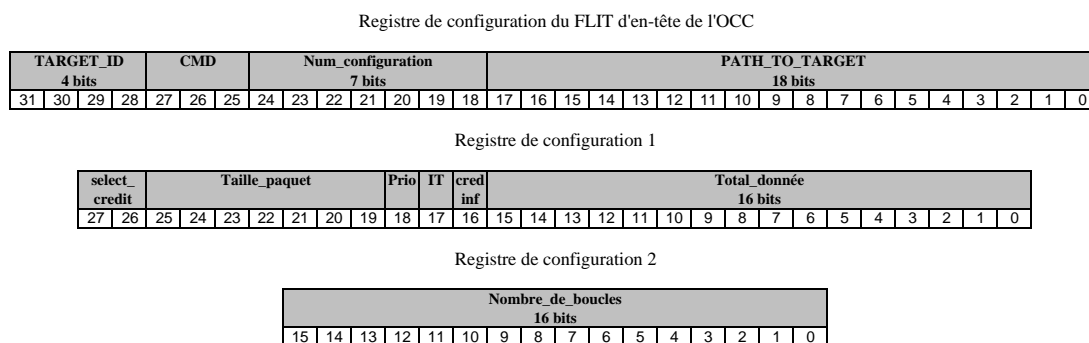 Registre de configuration du FLIT d'en-tête de l'OCC
TARGET_ID CMD Num_configuration PATH_TO_TARGET
4 bits 7 bits 18 bits
31 30 29 28 27 26 25 24 23 22 21 20 19 18 17 16 15 14 13 12 11 10 9 8 7 6 5 4 3 2 1 0
Registre de configuration 1
select_ Taille_paquet Prio IT cred Total_donnée
credit inf 16 bits
27 26 25 24 23 22 21 20 19 18 17 16 15 14 13 12 11 10 9 8 7 6 5 4 3 2 1 0
Registre de configuration 2
Nombre_de_boucles
16 bits
15 14 13 12 11 10 9 8 7 6 5 4 3 2 1 0